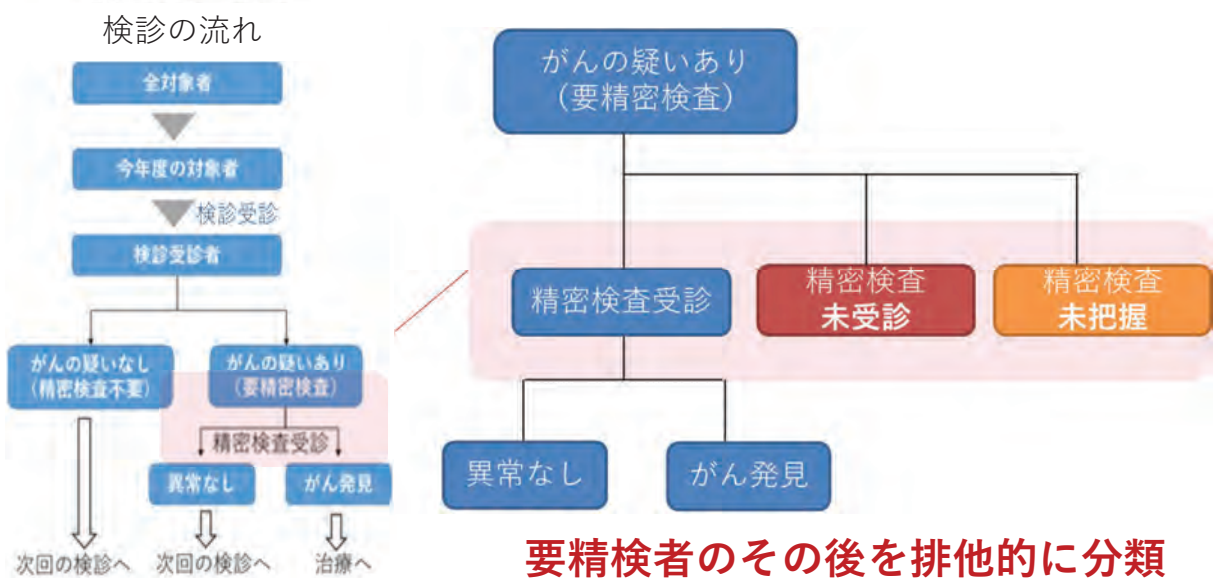 検診の流れ
全対象者
今年度の対象者
検診受診
検診受診者
がんの疑いなし
(精密検査不要)
がんの疑いあり
(要精密検査)
精密検査受診
異常なし
がん発見
次回の検診へ
次回の検診へ
治療へ
がんの疑いあり
（要精密検査）
精密検査受診
精密検査
未受診
精密検査
未把握
異常なし
がん発見
要精検者のその後を排他的に分類